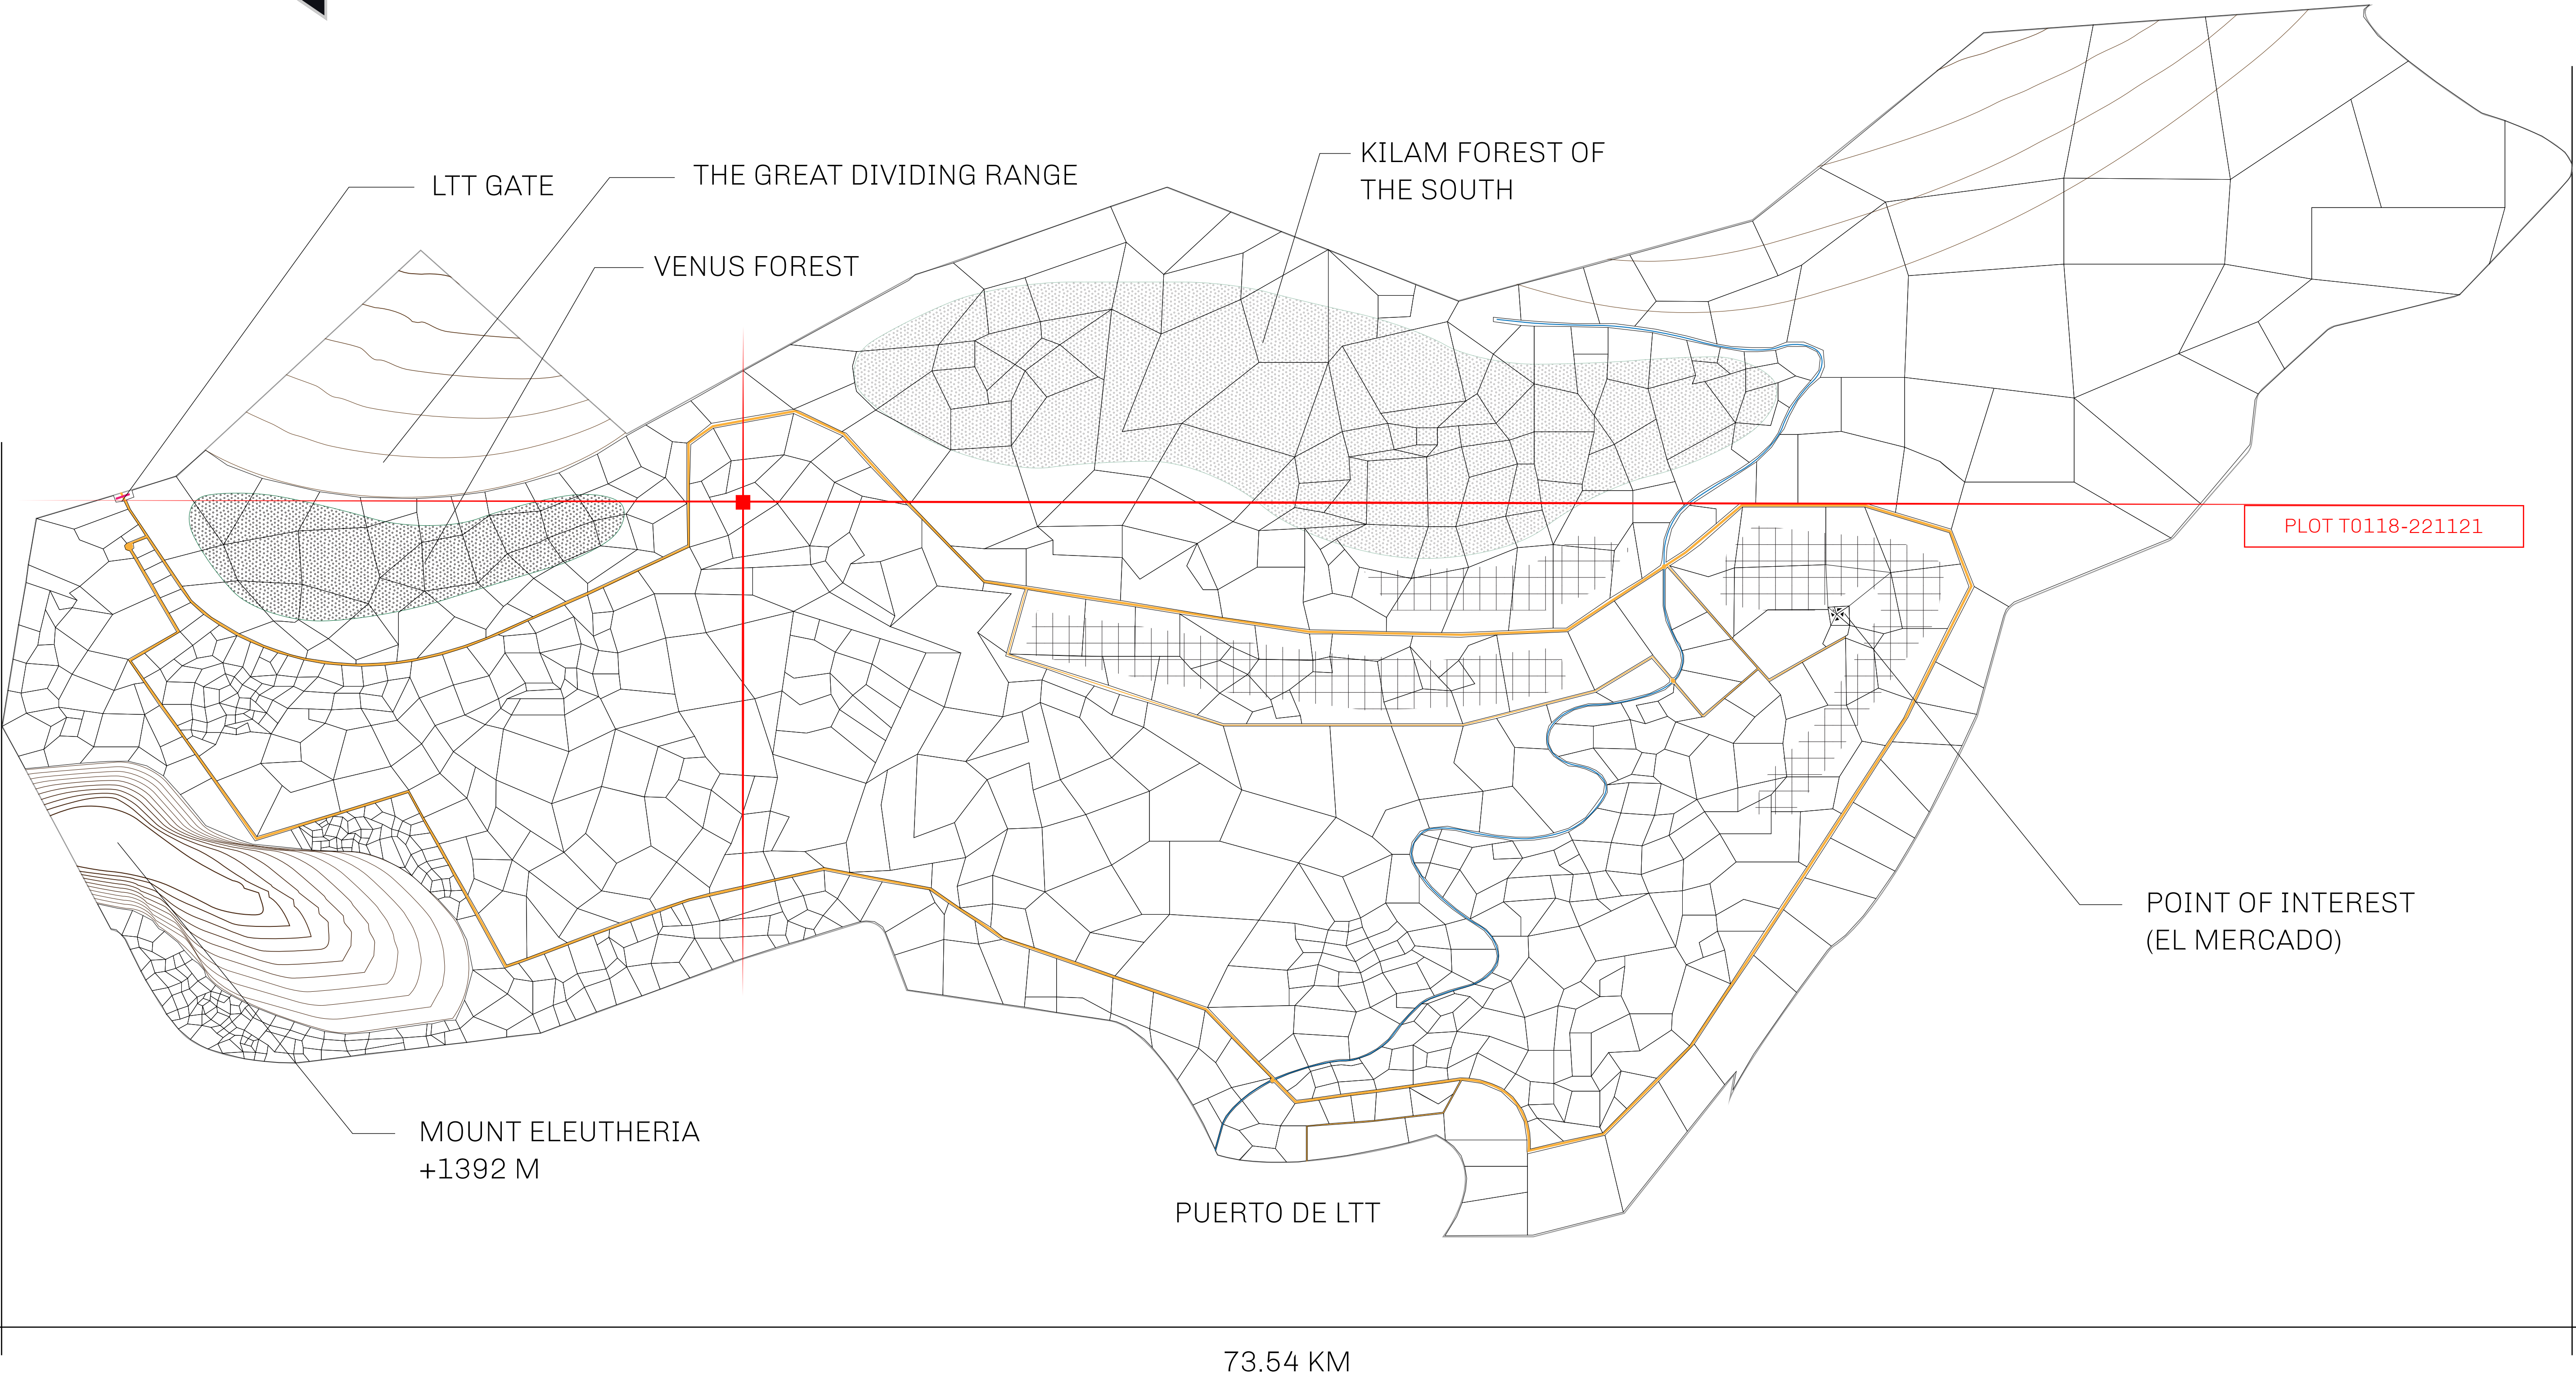 KILAM FOREST OF
THE SOUTH
THE GREAT DIVIDING RANGE
LTT GATE
VENUS FOREST
PLOT T0118-221121
POINT OF INTEREST
(EL MERCADO)
MOUNT ELEUTHERIA
+1392 M
PUERTO DE LTT
73.54 KM